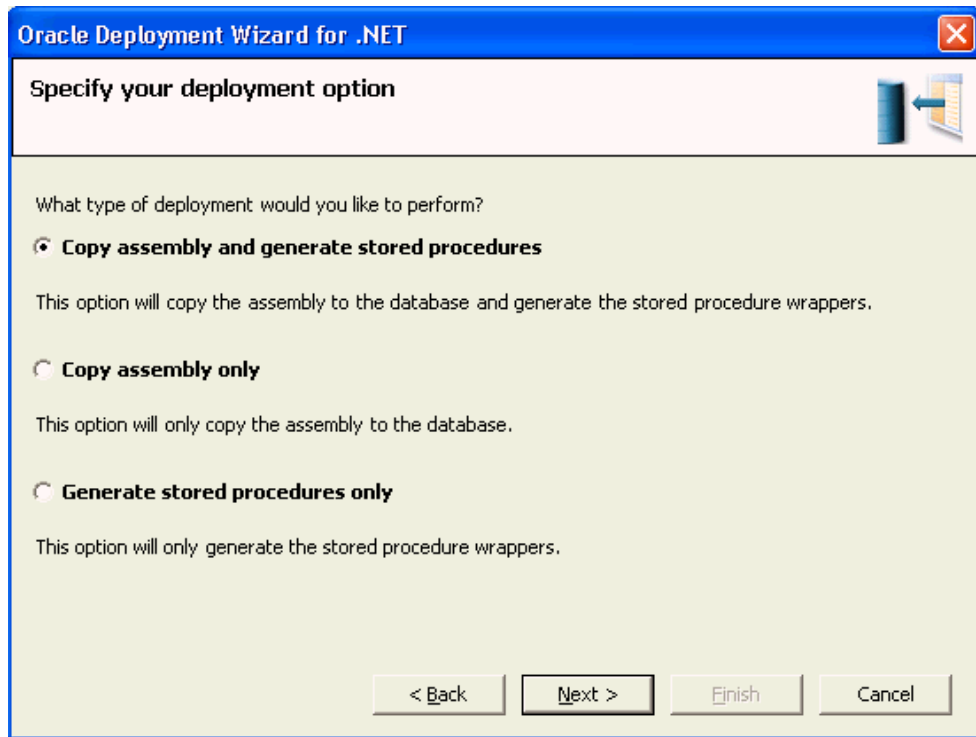 Oracle Deployment Wizard for .NET
Specify your deployment option
What type of deployment would you like to perform?
Copy assembly and generate stored procedures
This option will copy the assembly to the database and generate the stored procedure wrappers.
Copy assembly only
This option will only copy the assembly to the database.
Generate stored procedures only
This option will only generate the stored procedure wrappers.
< Back Next > Finish Cancel